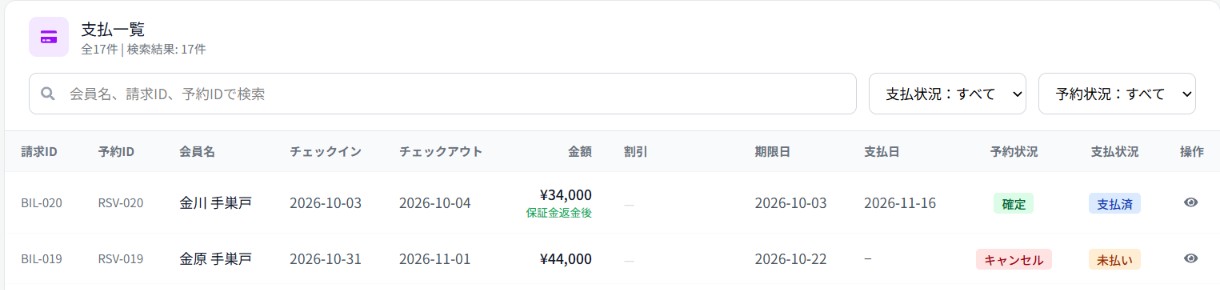 支払一覧
全17件 | 検索結果: 17件
会員名、請求ID、予約IDで検索 支払状況：すべて 予約状況：すべて
請求ID 予約ID 会員名 チェックイン チェックアウト 金額 割引 期限日 支払日 予約状況 支払状況 操作
BIL-020 RSV-020 金川 手巣戸 2026-10-03 2026-10-04 ¥34,000 — 2026-10-03 2026-11-16 確定 支払済
保証金返金後
BIL-019 RSV-019 金原 手巣戸 2026-10-31 2026-11-01 ¥44,000 — 2026-10-22 – キャンセル 未払い